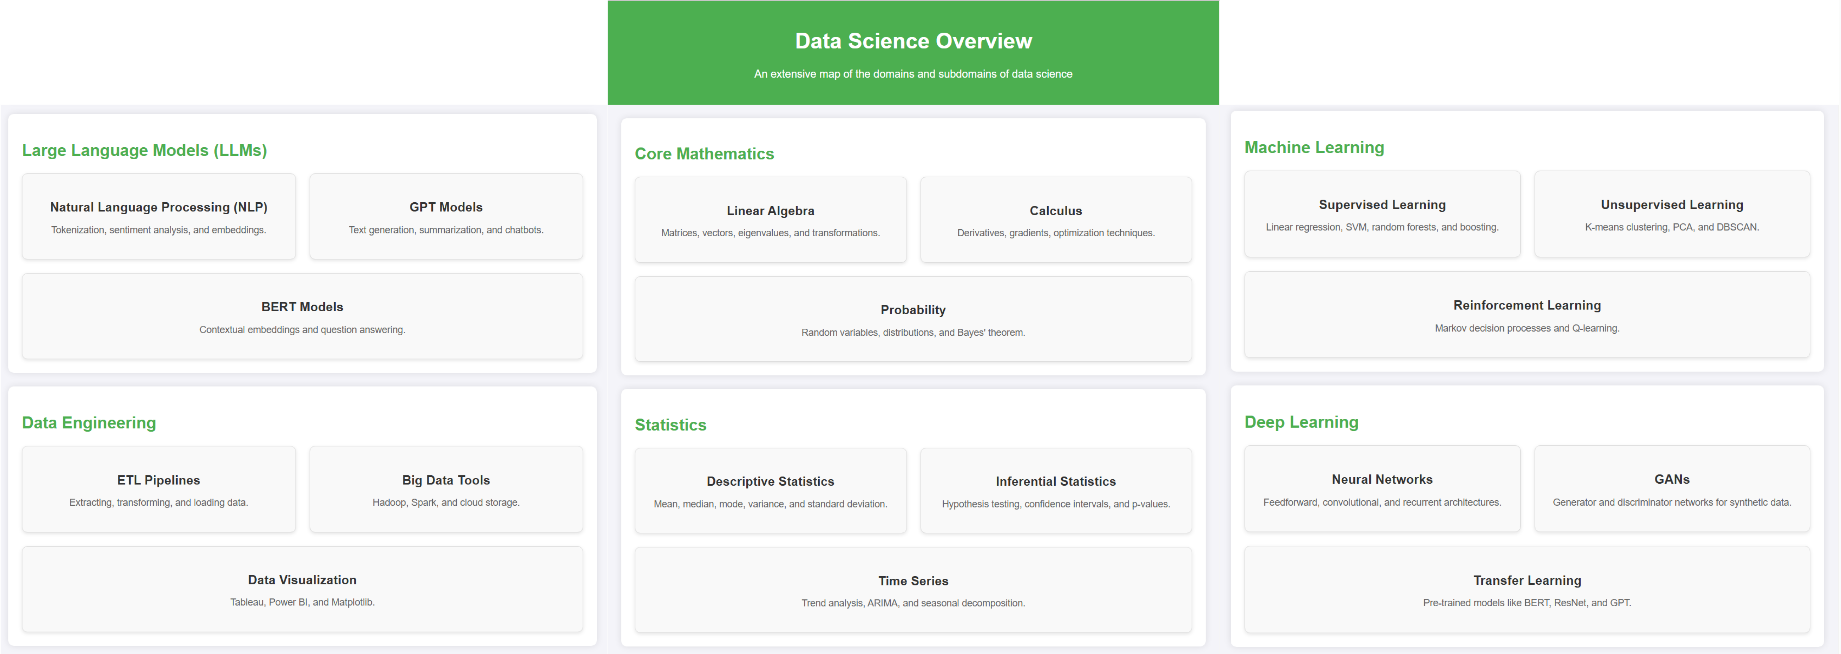 Data Science Overview
An extensive map of the domains and subdomains of data science
Large Language Models (LLMs)
Natural Language Processing (NLP)
Tokenization, sentiment analysis, and embeddings.
GPT Models
Text generation, summarization, and chatbots.
BERT Models
Contextual embeddings and question answering.
Data Engineering
ETL Pipelines
Extracting, transforming, and loading data.
Big Data Tools
Hadoop, Spark, and cloud storage.
Data Visualization
Tableau, Power BI, and Matplotlib.
Core Mathematics
Linear Algebra
Matrices, vectors, eigenvalues, and transformations.
Calculus
Derivatives, gradients, optimization techniques.
Probability
Random variables, distributions, and Bayes' theorem.
Statistics
Descriptive Statistics
Mean, median, mode, variance, and standard deviation.
Inferential Statistics
Hypothesis testing, confidence intervals, and p-values.
Time Series
Trend analysis, ARIMA, and seasonal decomposition.
Machine Learning
Supervised Learning
Linear regression, SVM, random forests, and boosting.
Unsupervised Learning
K-means clustering, PCA, and DBSCAN.
Reinforcement Learning
Markov decision processes and Q-learning.
Deep Learning
Neural Networks
Feedforward, convolutional, and recurrent architectures.
GANs
Generator and discriminator networks for synthetic data.
Transfer Learning
Pre-trained models like BERT, ResNet, and GPT.